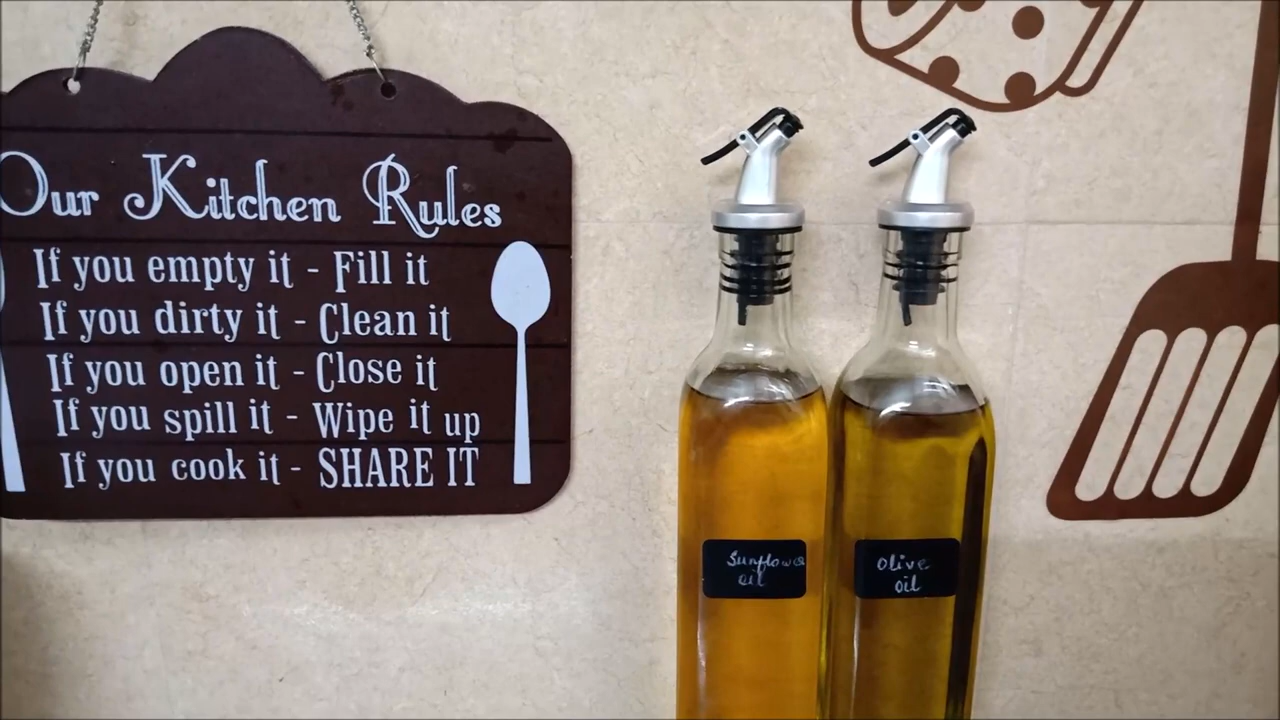 Our Kitchen Rules
If you empty it - Fill it
If you dirty it - Clean it
If you open it - Close it
If you spill it - Wipe it up
If you cook it - SHARE IT
Sunflower
oil
olive
oil